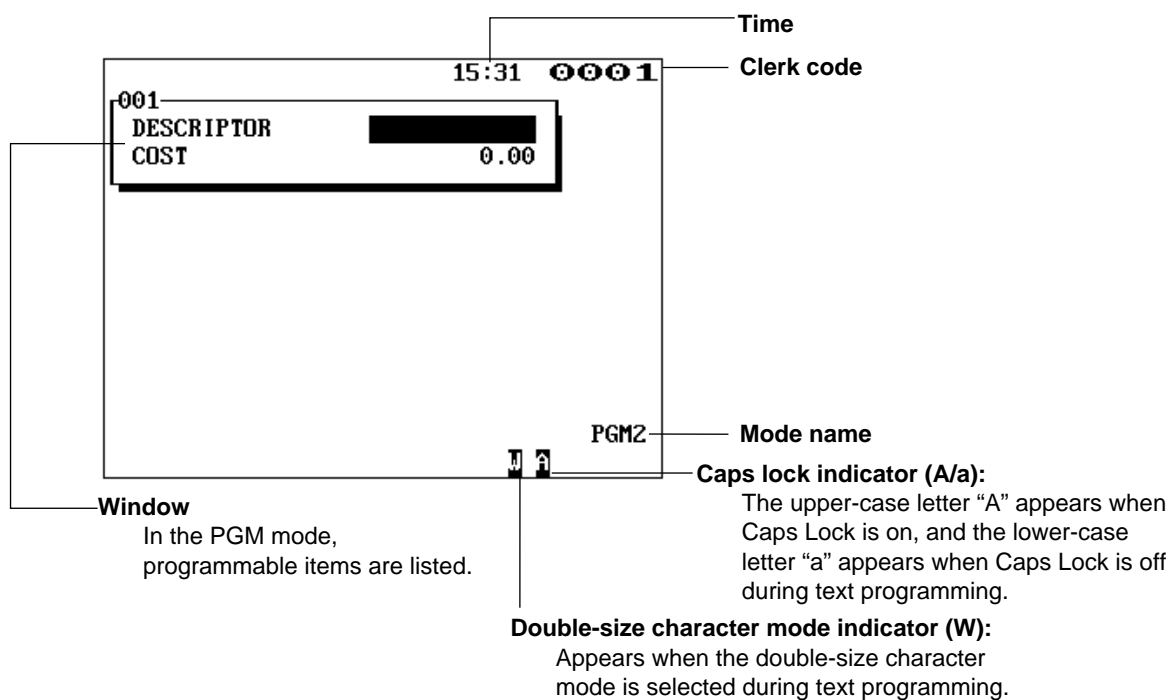 Time
15:31 0001
Clerk code
001
DESCRIPTOR
COST 0.00
PGM2
Mode name
W A
Caps lock indicator (A/a):
The upper-case letter “A” appears when
Caps Lock is on, and the lower-case
letter “a” appears when Caps Lock is off
during text programming.
Window
In the PGM mode,
programmable items are listed.
Double-size character mode indicator (W):
Appears when the double-size character
mode is selected during text programming.